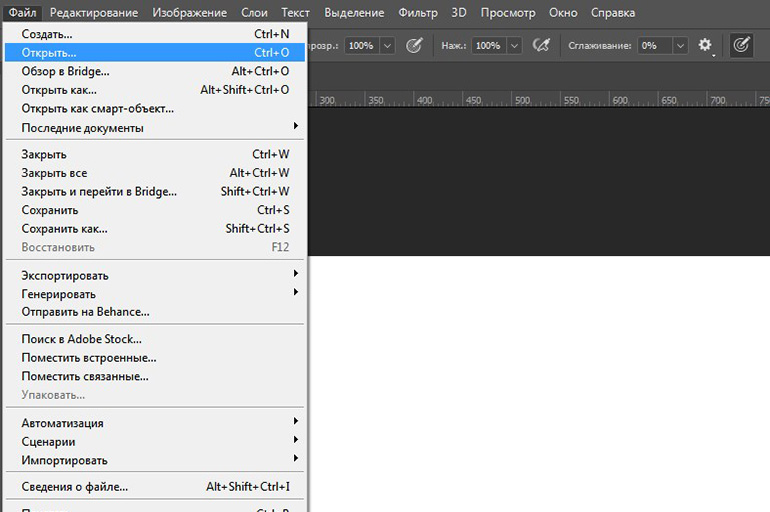 Файл Редактирование Изображение Слои Текст Выделение Фильтр 3D Просмотр Окно Справка
Создать... Ctrl+N
Открыть... Ctrl+O
100% Наж.: 100% Сглаживание: 0%
Обзор в Bridge... Alt+Ctrl+O
Открыть как... Alt+Shift+Ctrl+O
300 350 400 450 500 550 600 650 700
Открыть как смарт-объект...
Последние документы
Закрыть Ctrl+W
Закрыть все Alt+Ctrl+W
Закрыть и перейти в Bridge... Shift+Ctrl+W
Сохранить Ctrl+S
Сохранить как... Shift+Ctrl+S
Восстановить F12
Экспортировать
Генерировать
Отправить на Behance...
Поиск в Adobe Stock...
Поместить встроенные...
Поместить связанные...
Упаковать...
Автоматизация
Сценарии
Импортировать
Сведения о файле... Alt+Shift+Ctrl+I